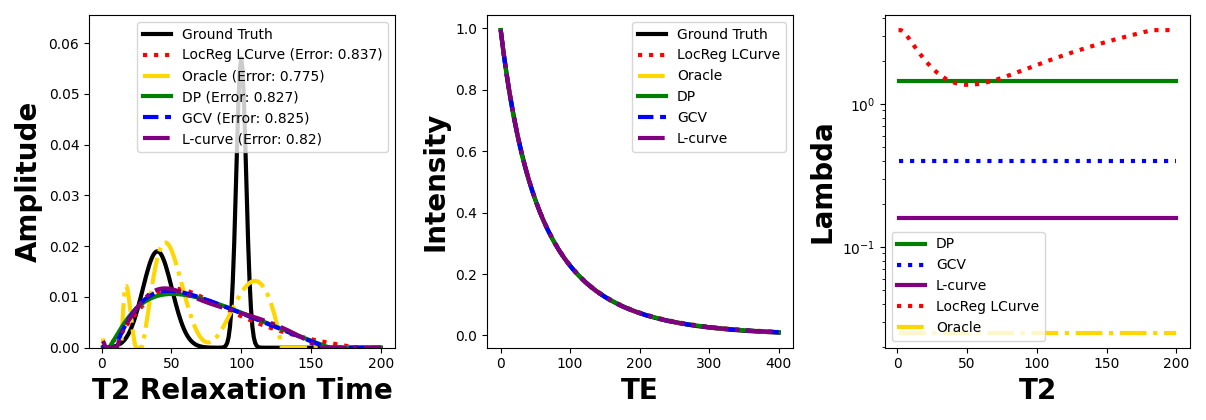 Amplitude
0.06
0.05
0.04
0.03
0.02
0.01
0.00
0
50
100
150
200
T2 Relaxation Time
Ground Truth
LocReg LCurve (Error: 0.837)
Oracle (Error: 0.775)
DP (Error: 0.827)
GCV (Error: 0.825)
L-curve (Error: 0.82)
Intensity
1.0
0.8
0.6
0.4
0.2
0.0
0
100
200
300
400
TE
Ground Truth
LocReg LCurve
Oracle
DP
GCV
L-curve
Lambda
10⁰
10⁻¹
0
50
100
150
200
T2
DP
GCV
L-curve
LocReg LCurve
Oracle